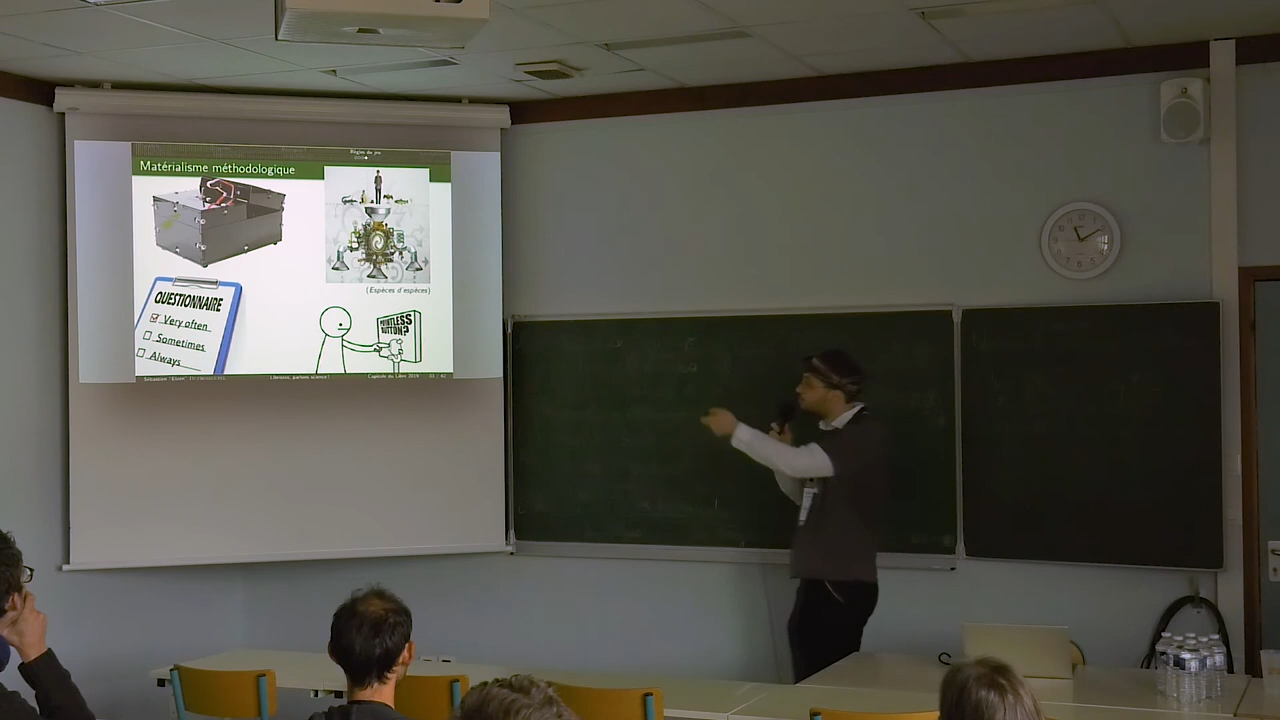 Règles du jeu
Matérialisme méthodologique
(Espèces d'espèces)
QUESTIONNAIRE
Very often
Sometimes
Always
POINTLESS
BUTTON?
Capitole du Libre 2019